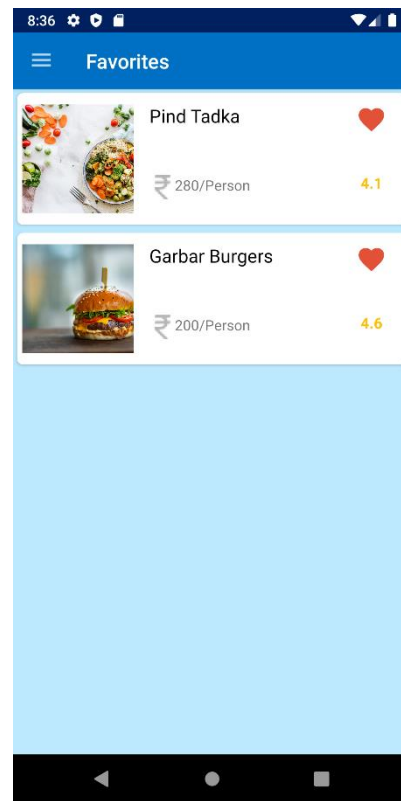 8:36
Favorites
Pind Tadka
₹ 280/Person
4.1
Garbar Burgers
₹ 200/Person
4.6